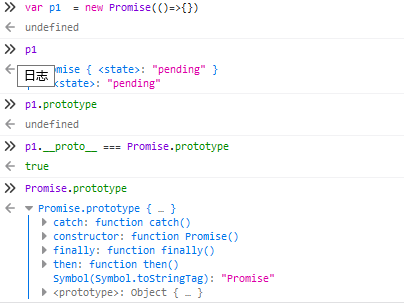 var p1  = new Promise(()=>{})
undefined
p1
mise { <state>: "pending" }
日志
<state>: "pending"
p1.prototype
undefined
p1.__proto__ === Promise.prototype
true
Promise.prototype
Promise.prototype { … }
catch: function catch()
constructor: function Promise()
finally: function finally()
then: function then()
Symbol(Symbol.toStringTag): "Promise"
<prototype>: Object { … }